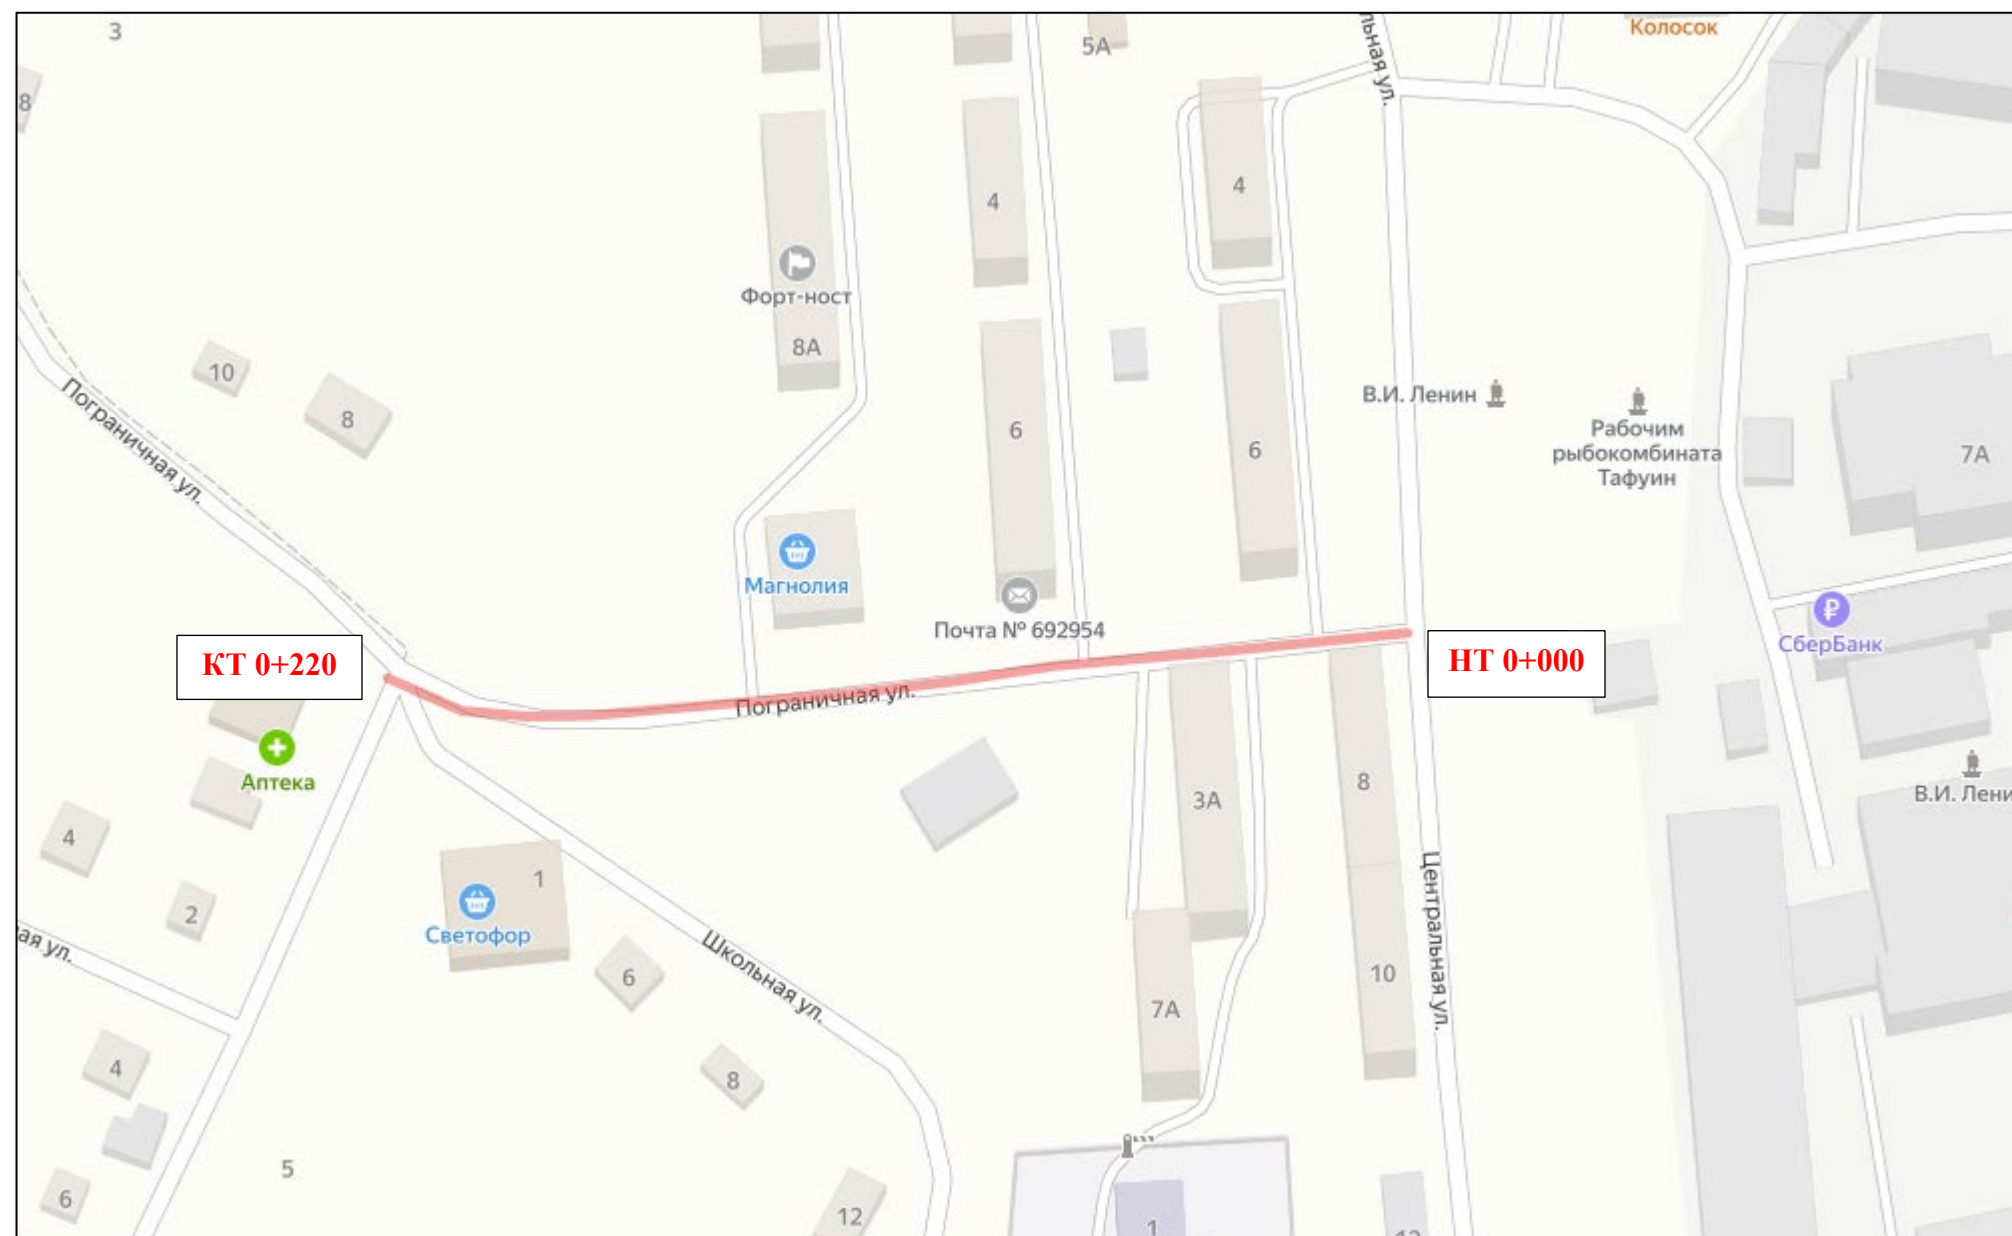 3
5А
Колосок
льная ул.
8
4
4
Форт-ност
8А
10
8
6
6
В.И. Ленин
Рабочим
рыбокомбината
Тафуин
7А
Пограничная ул.
Магнолия
Почта № 692954
СберБанк
КТ 0+220
НТ 0+000
Пограничная ул.
Аптека
4
2
3А
8
В.И. Лени
1
Светофор
ая ул.
6
Школьная ул.
Центральная ул.
10
7А
4
8
5
6
12
1